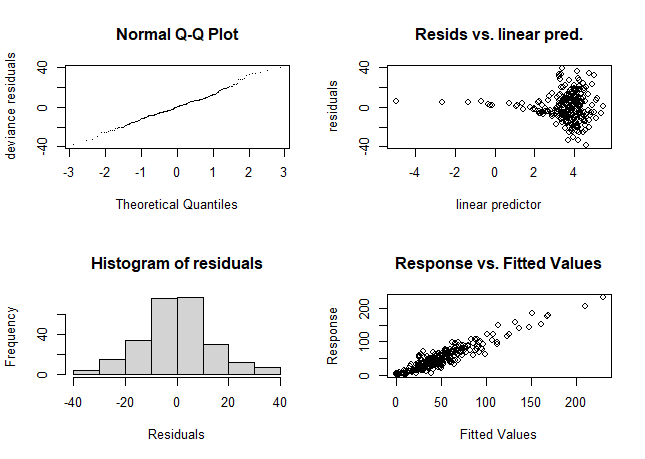 Normal Q-Q Plot
deviance residuals
-40 0 40
-3 -2 -1 0 1 2 3
Theoretical Quantiles
Resids vs. linear pred.
residuals
-40 0 40
-4 -2 0 2 4
linear predictor
Histogram of residuals
Frequency
0 40
-40 -20 0 20 40
Residuals
Response vs. Fitted Values
Response
0 100 200
0 50 100 150 200
Fitted Values